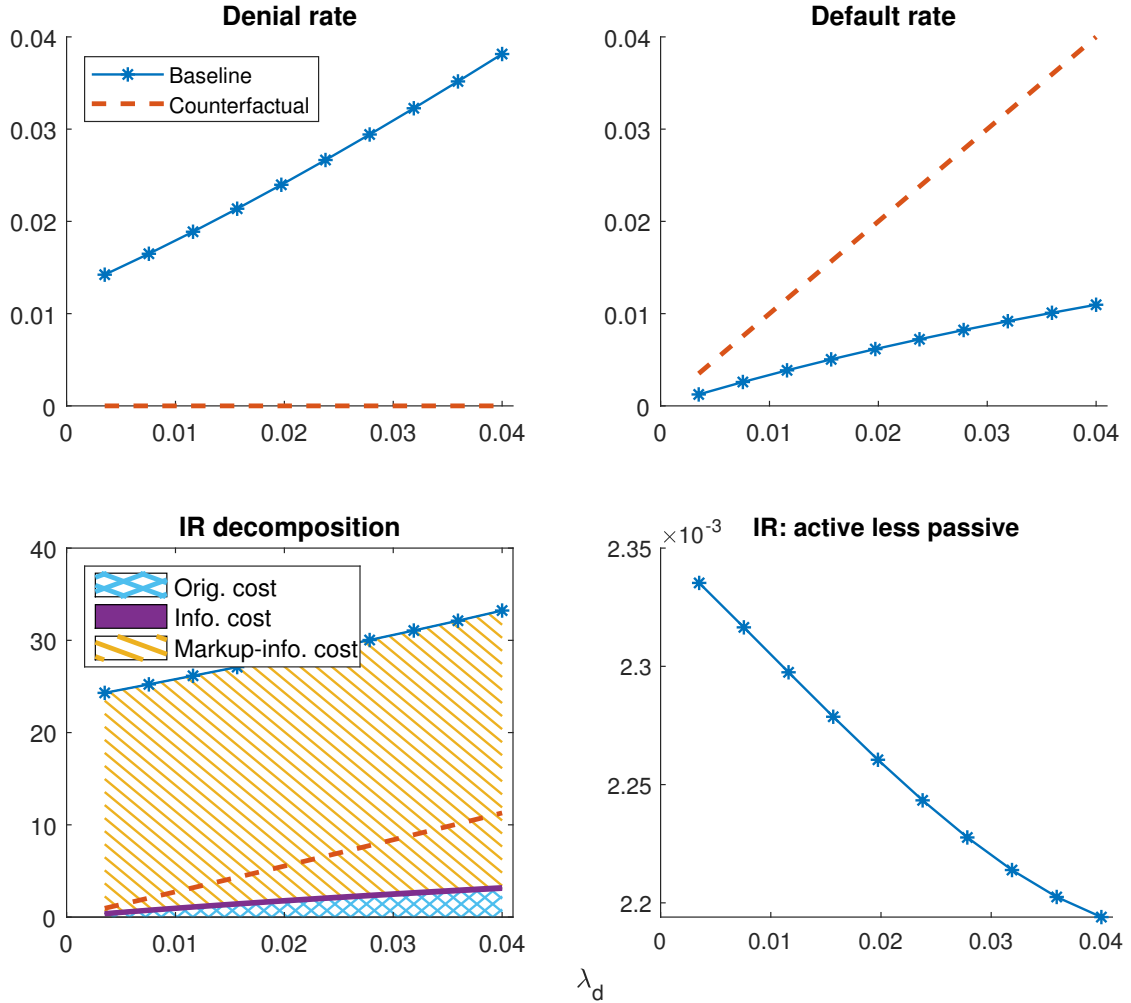 Denial rate
0.04
0.03
0.02
0.01
0
Baseline
Counterfactual
0 0.01 0.02 0.03 0.04
Default rate
0.04
0.03
0.02
0.01
0
0 0.01 0.02 0.03 0.04
IR decomposition
40
30
20
10
0
Orig. cost
Info. cost
Markup-info. cost
0 0.01 0.02 0.03 0.04
IR: active less passive
×10⁻³
2.35
2.3
2.25
2.2
0 0.01 0.02 0.03 0.04
λ_d